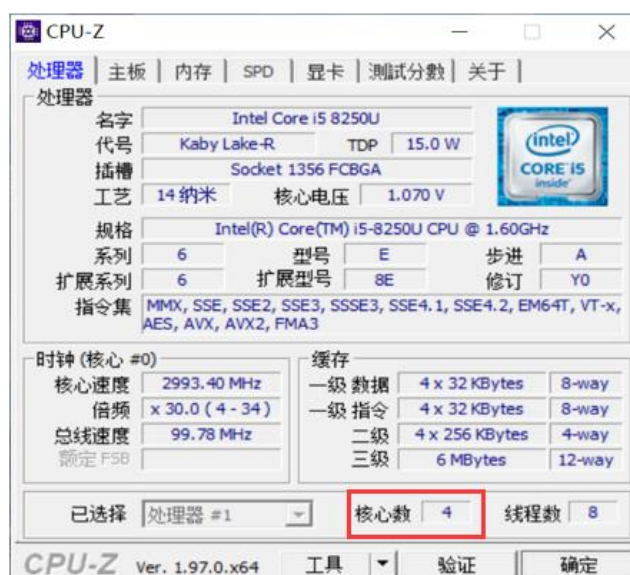 CPU-Z
处理器 主板 内存 SPD 显卡 測試分數 关于
处理器
名字 Intel Core i5 8250U
代号 Kaby Lake-R TDP 15.0 W
插槽 Socket 1356 FCBGA
工艺 14 纳米 核心电压 1.070 V
intel CORE i5 inside
规格 Intel(R) Core(TM) i5-8250U CPU @ 1.60GHz
系列 6 型号 E 步进 A
扩展系列 6 扩展型号 8E 修订 Y0
指令集 MMX, SSE, SSE2, SSE3, SSSE3, SSE4.1, SSE4.2, EM64T, VT-x,
AES, AVX, AVX2, FMA3
时钟 (核心 #0) 缓存
核心速度 2993.40 MHz 一级 数据 4 x 32 KBytes 8-way
倍频 x 30.0 ( 4 - 34 ) 一级 指令 4 x 32 KBytes 8-way
总线速度 99.78 MHz 二级 4 x 256 KBytes 4-way
额定 FSB 三级 6 MBytes 12-way
已选择 处理器 #1 核心数 4 线程数 8
CPU-Z Ver. 1.97.0.x64 工具 验证 确定